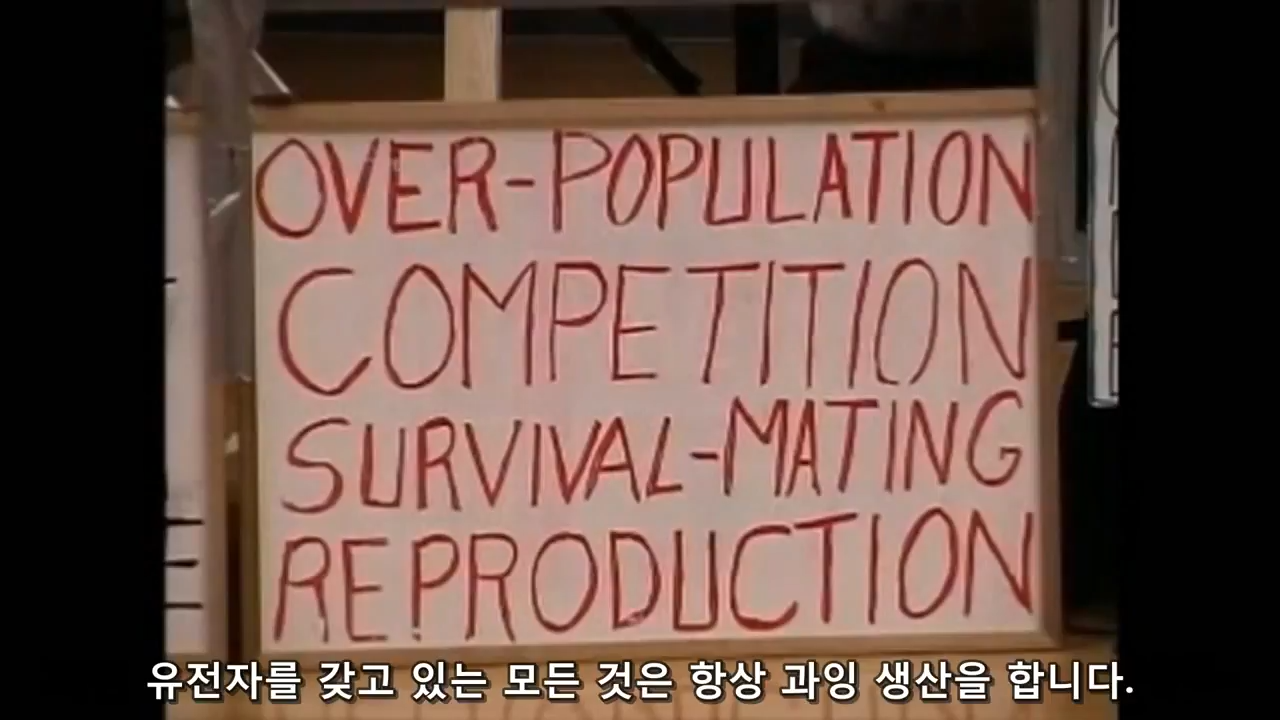 OVER-POPULATION
COMPETITION
SURVIVAL-MATING
REPRODUCTION
유전자를 갖고 있는 모든 것은 항상 과잉 생산을 합니다.